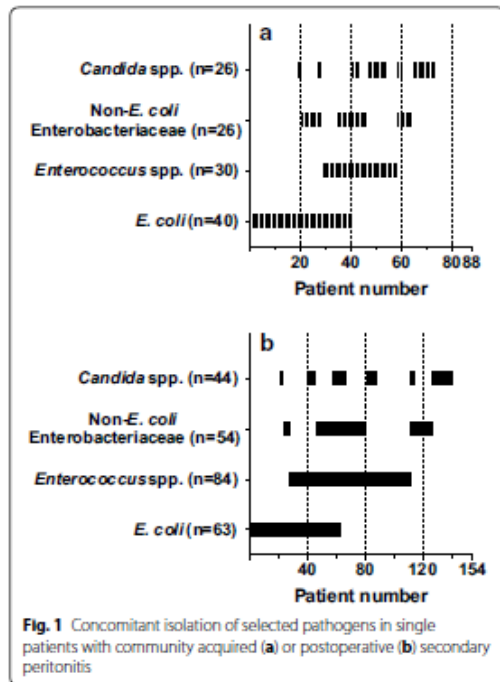 a
Candida spp. (n=26)
Non-E. coli
Enterobacteriaceae (n=26)
Enterococcus spp. (n=30)
E. coli (n=40)
20 40 60 80 88
Patient number
b
Candida spp. (n=44)
Non-E. coli
Enterobacteriaceae (n=54)
Enterococcus spp. (n=84)
E. coli (n=63)
40 80 120 154
Patient number
Fig. 1 Concomitant isolation of selected pathogens in single
patients with community acquired (a) or postoperative (b) secondary
peritonitis